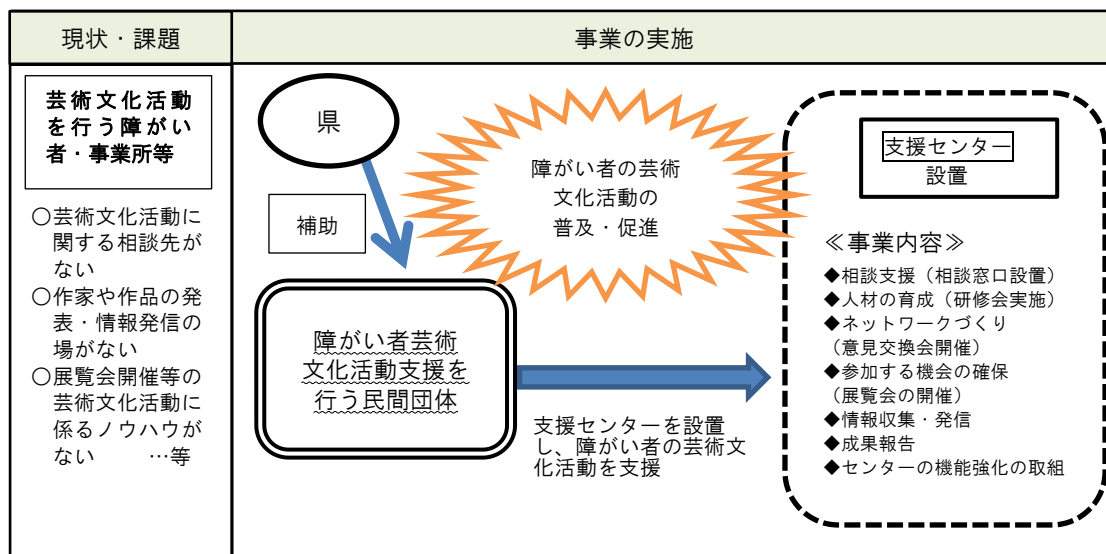 現状・課題
事業の実施
芸術文化活動
を行う障がい
者・事業所等
〇芸術文化活動に
関する相談先が
ない
〇作家や作品の発
表・情報発信の
場がない
〇展覧会開催等の
芸術文化活動に
係るノウハウが
ない　　…等
県
補助
障がい者の芸術
文化活動の
普及・促進
障がい者芸術
文化活動支援を
行う民間団体
支援センターを設置
し、障がい者の芸術文
化活動を支援
支援センター
設置
≪事業内容≫
◆相談支援（相談窓口設置）
◆人材の育成（研修会実施）
◆ネットワークづくり
（意見交換会開催）
◆参加する機会の確保
（展覧会の開催）
◆情報収集・発信
◆成果報告
◆センターの機能強化の取組